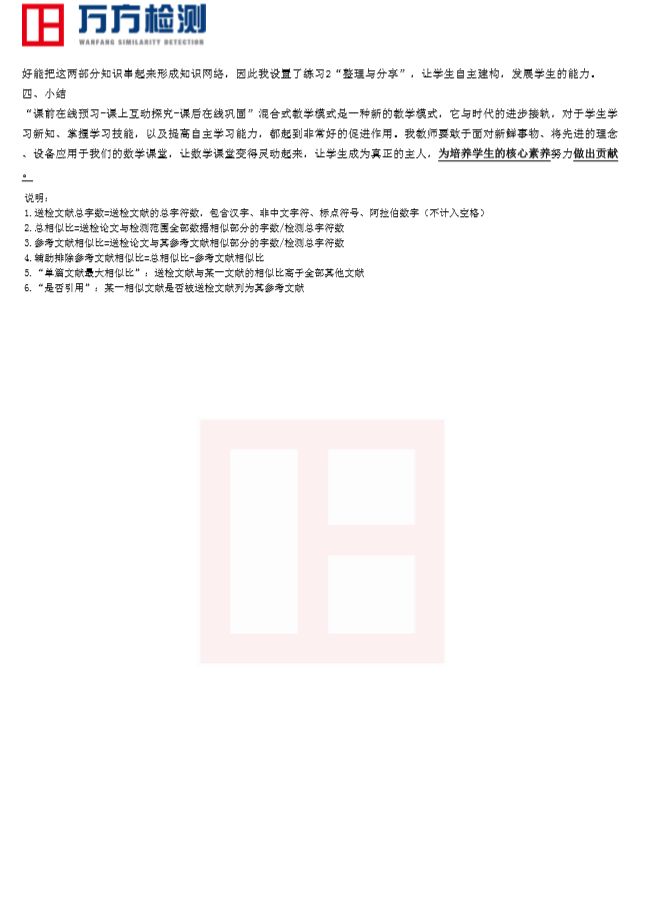 万方检测
WANFANG SIMILARITY DETECTION
好能把这两部分知识串起来形成知识网络，因此我设置了练习2“整理与分享”，让学生自主建构，发展学生的能力。
四、小结
“课前在线预习-课上互动探究-课后在线巩固”混合式教学模式是一种新的教学模式，它与时代的进步接轨，对于学生学
习新知、掌握学习技能，以及提高自主学习能力，都起到非常好的促进作用。我教师要敢于面对新鲜事物、将先进的理念
、设备应用于我们的数学课堂，让数学课堂变得灵动起来，让学生成为真正的主人，为培养学生的核心素养努力做出贡献
。
说明：
1.送检文献总字数=送检文献的总字符数，包含汉字、非中文字符、标点符号、阿拉伯数字（不计入空格）
2.总相似比=送检论文与检测范围全部数据相似部分的字数/检测总字符数
3.参考文献相似比=送检论文与其参考文献相似部分的字数/检测总字符数
4.辅助排除参考文献相似比=总相似比-参考文献相似比
5.“单篇文献最大相似比”：送检文献与某一文献的相似比高于全部其他文献
6.“是否引用”：某一相似文献是否被送检文献列为其参考文献